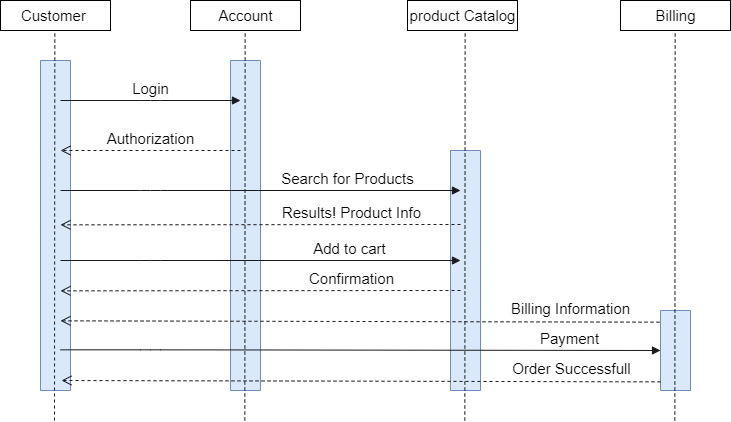 Customer
Account
product Catalog
Billing
Login
Authorization
Search for Products
Results! Product Info
Add to cart
Confirmation
Billing Information
Payment
Order Successfull